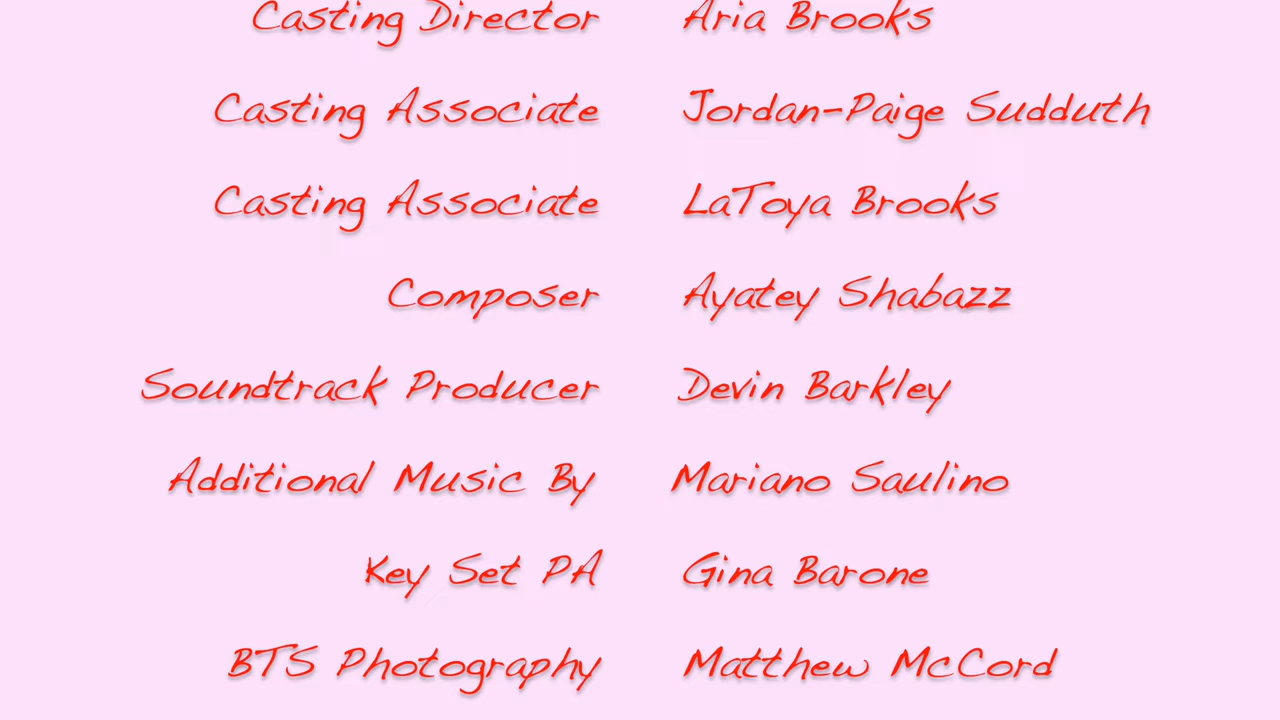 Casting Director Aria Brooks
Casting Associate Jordan-Paige Sudduth
Casting Associate LaToya Brooks
Composer Ayatey Shabazz
Soundtrack Producer Devin Barkley
Additional Music By Mariano Saulino
Key Set PA Gina Barone
BTS Photography Matthew McCord